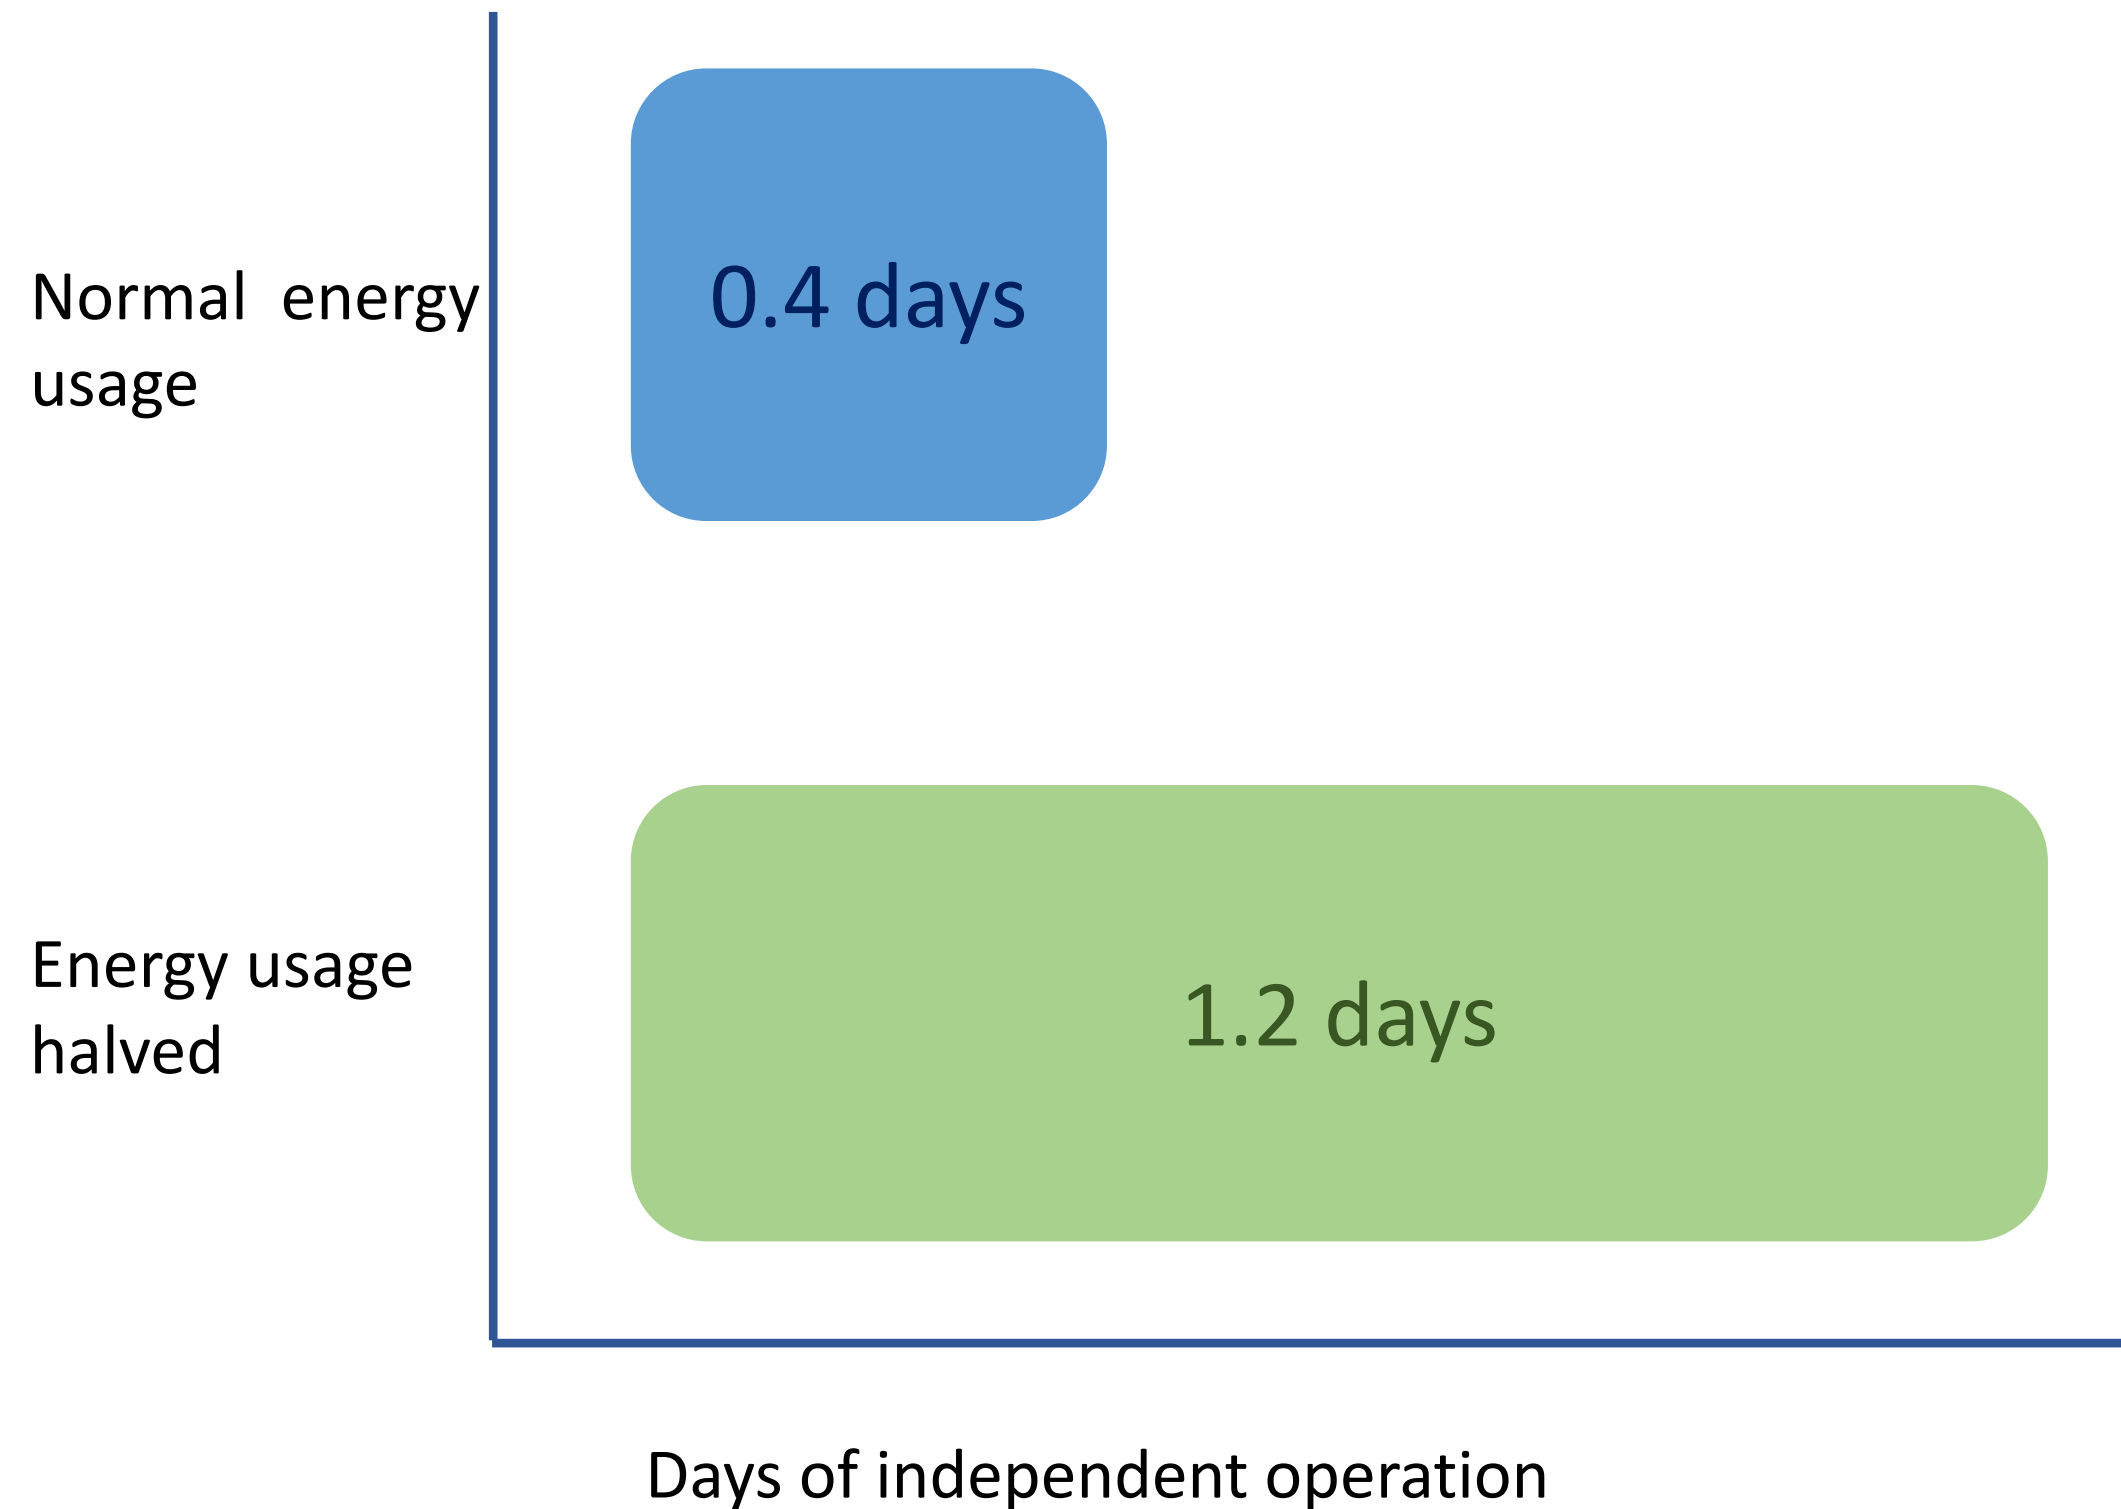 Normal energy
usage
0.4 days
Energy usage
halved
1.2 days
Days of independent operation